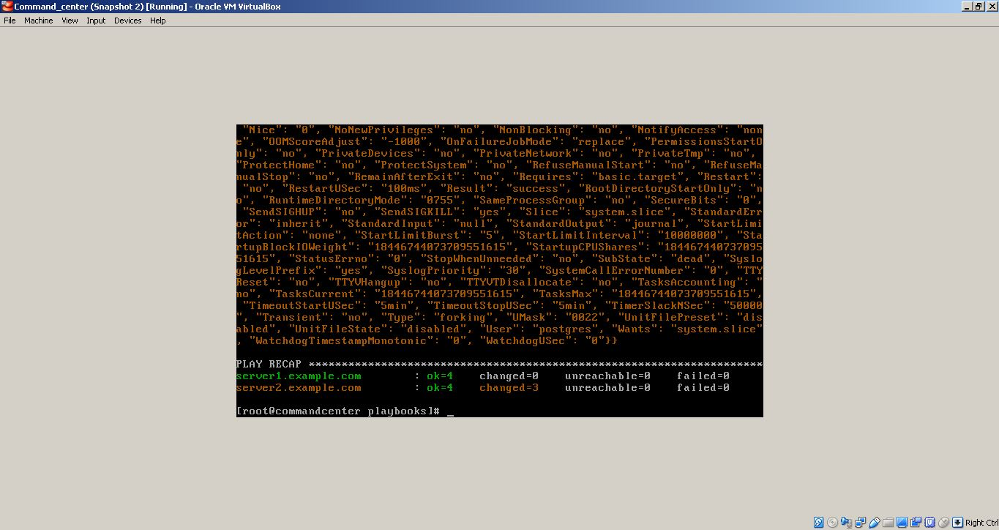 Command_center (Snapshot 2) [Running] - Oracle VM VirtualBox
File Machine View Input Devices Help
"Nice": "0", "NoNewPrivileges": "no", "NonBlocking": "no", "NotifyAccess": "non
e", "OOMScoreAdjust": "-1000", "OnFailureJobMode": "replace", "PermissionsStartO
nly": "no", "PrivateDevices": "no", "PrivateNetwork": "no", "PrivateTmp": "no",
"ProtectHome": "no", "ProtectSystem": "no", "RefuseManualStart": "no", "RefuseMa
nualStop": "no", "RemainAfterExit": "no", "Requires": "basic.target", "Restart":
"no", "RestartUSec": "100ms", "Result": "success", "RootDirectoryStartOnly": "n
o", "RuntimeDirectoryMode": "0755", "SameProcessGroup": "no", "SecureBits": "0",
"SendSIGHUP": "no", "SendSIGKILL": "yes", "Slice": "system.slice", "StandardErr
or": "inherit", "StandardInput": "null", "StandardOutput": "journal", "StartLimi
tAction": "none", "StartLimitBurst": "5", "StartLimitInterval": "10000000", "Sta
rtupBlockIOWeight": "18446744073709551615", "StartupCPUShares": "184467440737095
51615", "StatusErrno": "0", "StopWhenUnneeded": "no", "SubState": "dead", "Syslo
gLevelPrefix": "yes", "SyslogPriority": "30", "SystemCallErrorNumber": "0", "TTY
Reset": "no", "TTYVHangup": "no", "TTYVTDisallocate": "no", "TasksAccounting": "
no", "TasksCurrent": "18446744073709551615", "TasksMax": "18446744073709551615",
"TimeoutStartUSec": "5min", "TimeoutStopUSec": "5min", "TimerSlackNSec": "50000
", "Transient": "no", "Type": "forking", "UMask": "0022", "UnitFilePreset": "dis
abled", "UnitFileState": "disabled", "User": "postgres", "Wants": "system.slice"
, "WatchdogTimestampMonotonic": "0", "WatchdogUSec": "0"}}
PLAY RECAP *********************************************************************
server1.example.com : ok=4 changed=0 unreachable=0 failed=0
server2.example.com : ok=4 changed=3 unreachable=0 failed=0
[root@commandcenter playbooks]# _
Right Ctrl